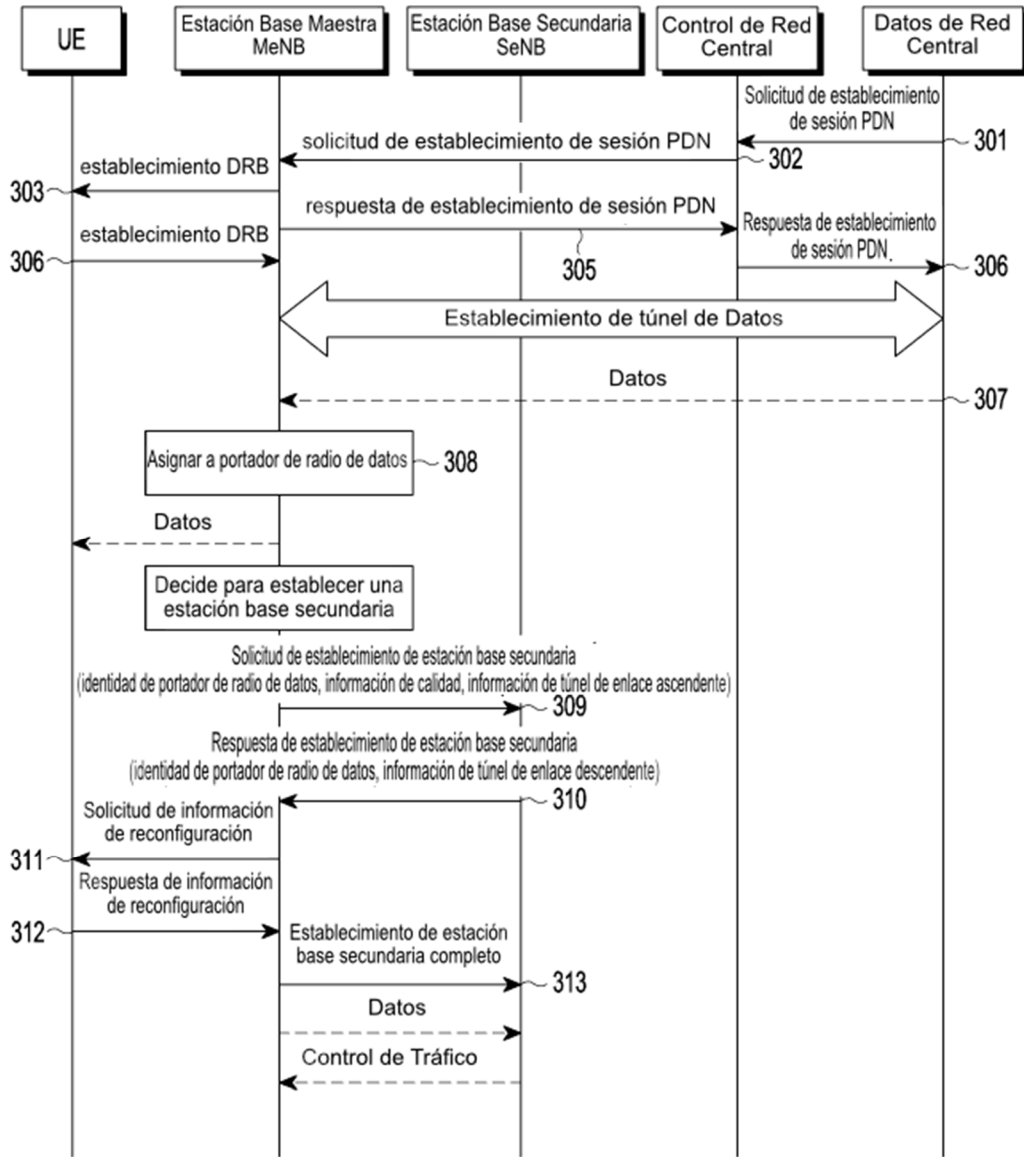 UE
Estación Base Maestra
MeNB
Estación Base Secundaria
SeNB
Control de Red
Central
Datos de Red
Central
Solicitud de establecimiento
de sesión PDN
301
solicitud de establecimiento de sesión PDN
302
establecimiento DRB
303
respuesta de establecimiento de sesión PDN
305
Respuesta de establecimiento
de sesión PDN
306
establecimiento DRB
306
Establecimiento de túnel de Datos
Datos
307
Asignar a portador de radio de datos
308
Datos
Decide para establecer una
estación base secundaria
Solicitud de establecimiento de estación base secundaria
(identidad de portador de radio de datos, información de calidad, información de túnel de enlace ascendente)
309
Respuesta de establecimiento de estación base secundaria
(identidad de portador de radio de datos, información de túnel de enlace descendente)
310
Solicitud de información
de reconfiguración
311
Respuesta de información
de reconfiguración
312
Establecimiento de estación
base secundaria completo
313
Datos
Control de Tráfico